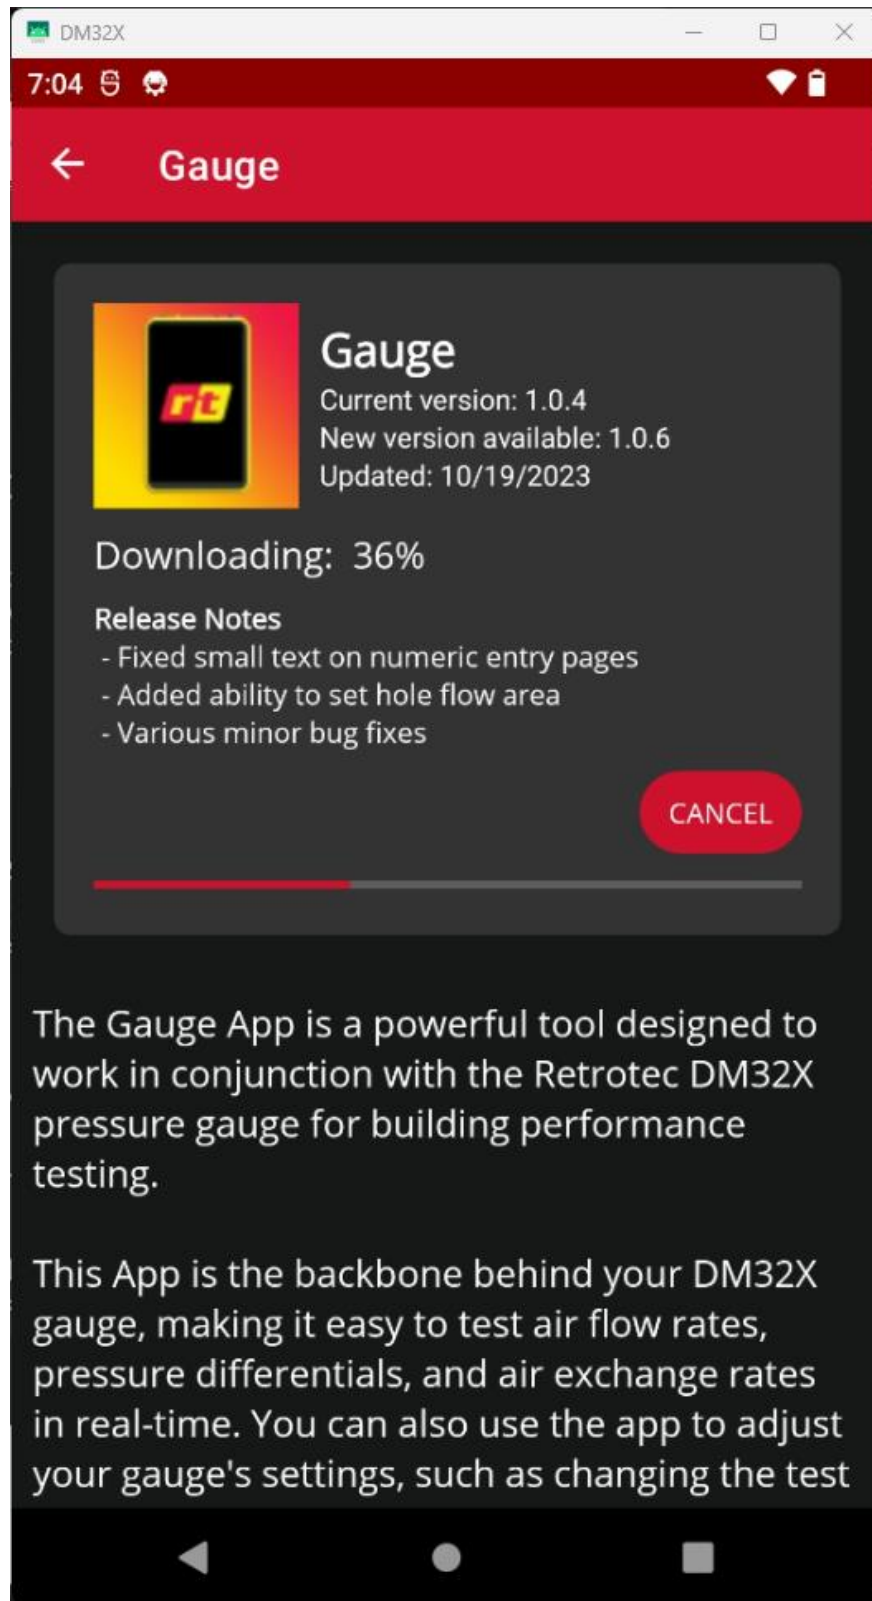 DM32X
7:04
Gauge
rt
Gauge
Current version: 1.0.4
New version available: 1.0.6
Updated: 10/19/2023
Downloading: 36%
Release Notes
- Fixed small text on numeric entry pages
- Added ability to set hole flow area
- Various minor bug fixes
CANCEL
The Gauge App is a powerful tool designed to
work in conjunction with the Retrotec DM32X
pressure gauge for building performance
testing.
This App is the backbone behind your DM32X
gauge, making it easy to test air flow rates,
pressure differentials, and air exchange rates
in real-time. You can also use the app to adjust
your gauge's settings, such as changing the test